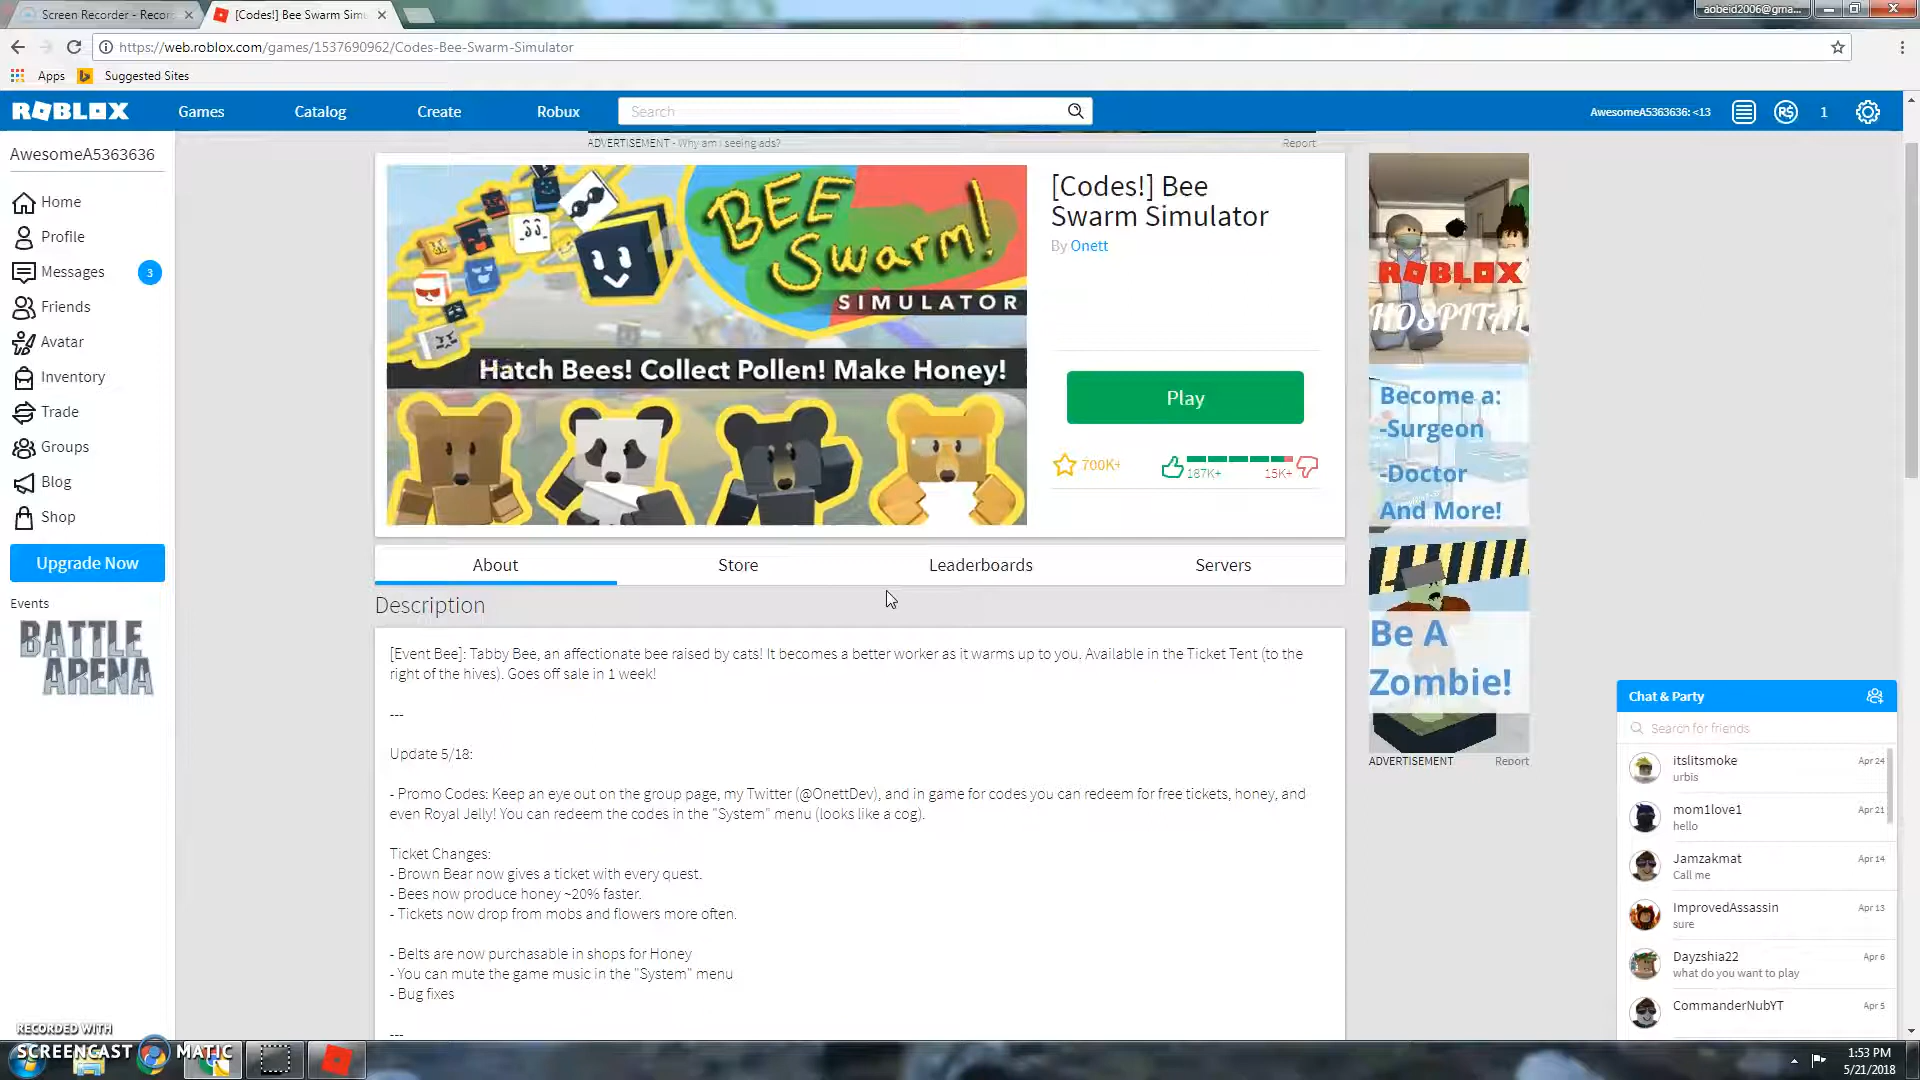 Screen Recorder - Recor
[Codes!] Bee Swarm Sim
aobeid2006@gma...
https://web.roblox.com/games/1537690962/Codes-Bee-Swarm-Simulator
Apps
Suggested Sites
ROBLOX
Games
Catalog
Create
Robux
Search
AwesomeA5363636: <13
1
ADVERTISEMENT - Why am I seeing ads?
Report
AwesomeA5363636
Home
Profile
Messages
3
Friends
Avatar
Inventory
Trade
Groups
Blog
Shop
Upgrade Now
Events
BATTLE
ARENA
BEE
Swarm!
SIMULATOR
Hatch Bees! Collect Pollen! Make Honey!
[Codes!] Bee
Swarm Simulator
By Onett
Play
700K+
187K+
15K+
ROBLOX
HOSPITAL
Become a:
-Surgeon
-Doctor
And More!
Be A
Zombie!
ADVERTISEMENT
Report
About
Store
Leaderboards
Servers
Description
[Event Bee]: Tabby Bee, an affectionate bee raised by cats! It becomes a better worker as it warms up to you. Available in the Ticket Tent (to the
right of the hives). Goes off sale in 1 week!
---
Update 5/18:
- Promo Codes: Keep an eye out on the group page, my Twitter (@OnettDev), and in game for codes you can redeem for free tickets, honey, and
even Royal Jelly! You can redeem the codes in the "System" menu (looks like a cog).
Ticket Changes:
- Brown Bear now gives a ticket with every quest.
- Bees now produce honey ~20% faster.
- Tickets now drop from mobs and flowers more often.
- Belts are now purchasable in shops for Honey
- You can mute the game music in the "System" menu
- Bug fixes
---
Chat & Party
Search for friends
itslitsmoke
Apr 24
urbis
mom1love1
Apr 21
hello
Jamzakmat
Apr 14
Call me
ImprovedAssassin
Apr 13
sure
Dayzshia22
Apr 6
what do you want to play
CommanderNubYT
Apr 5
RECORDED WITH
SCREENCAST MATIC
1:53 PM
5/21/2018